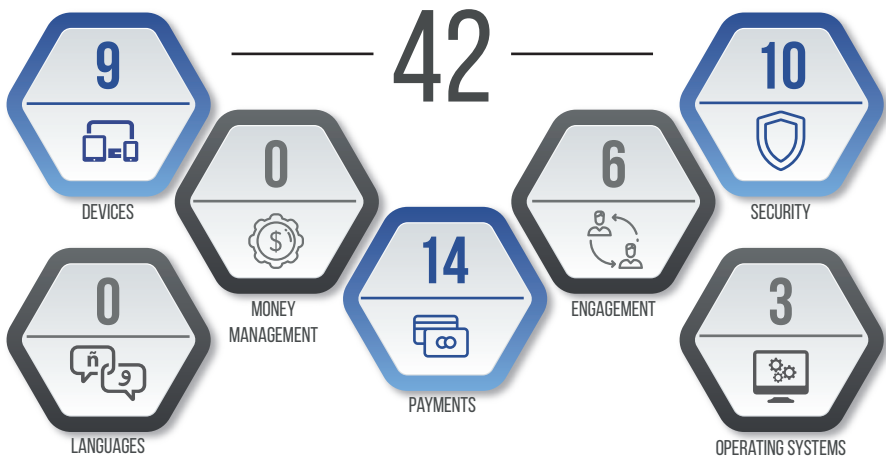 42
9
DEVICES
0
MONEY
MANAGEMENT
14
PAYMENTS
6
ENGAGEMENT
10
SECURITY
0
ñ
و
LANGUAGES
3
OPERATING SYSTEMS